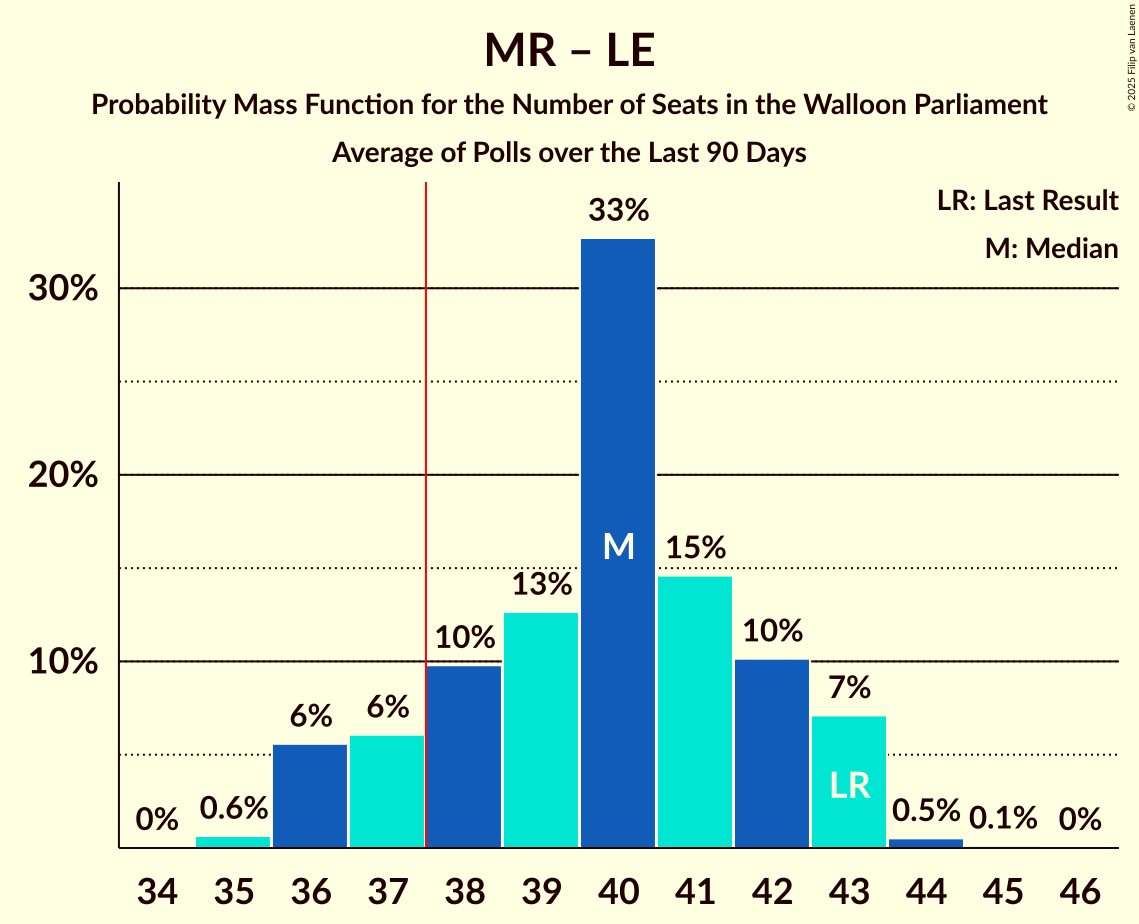 MR – LE
Probability Mass Function for the Number of Seats in the Walloon Parliament
Average of Polls over the Last 90 Days
© 2025 Filip van Laenen
LR: Last Result
M: Median
30%
20%
10%
0%
0.6%
6%
6%
10%
13%
33%
15%
10%
7%
0.5%
0.1%
0%
M
LR
34 35 36 37 38 39 40 41 42 43 44 45 46